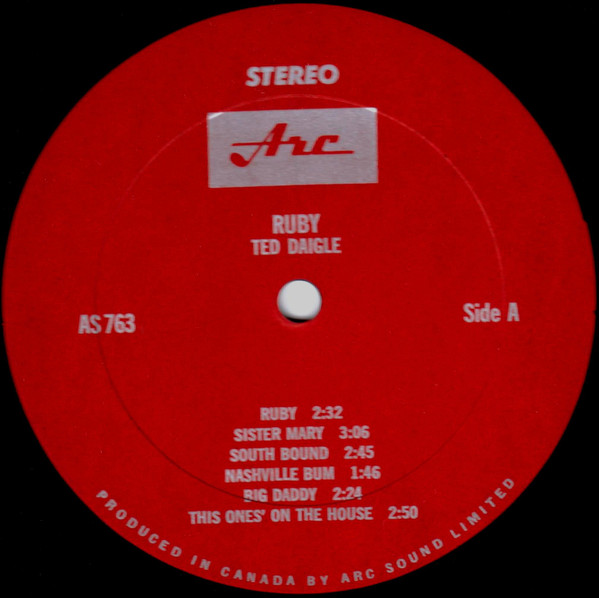 STEREO
Arc
RUBY
TED DAIGLE
AS 763
Side A
RUBY 2:32
SISTER MARY 3:06
SOUTH BOUND 2:45
NASHVILLE BUM 1:46
BIG DADDY 2:24
THIS ONES' ON THE HOUSE 2:50
PRODUCED IN CANADA BY ARC SOUND LIMITED